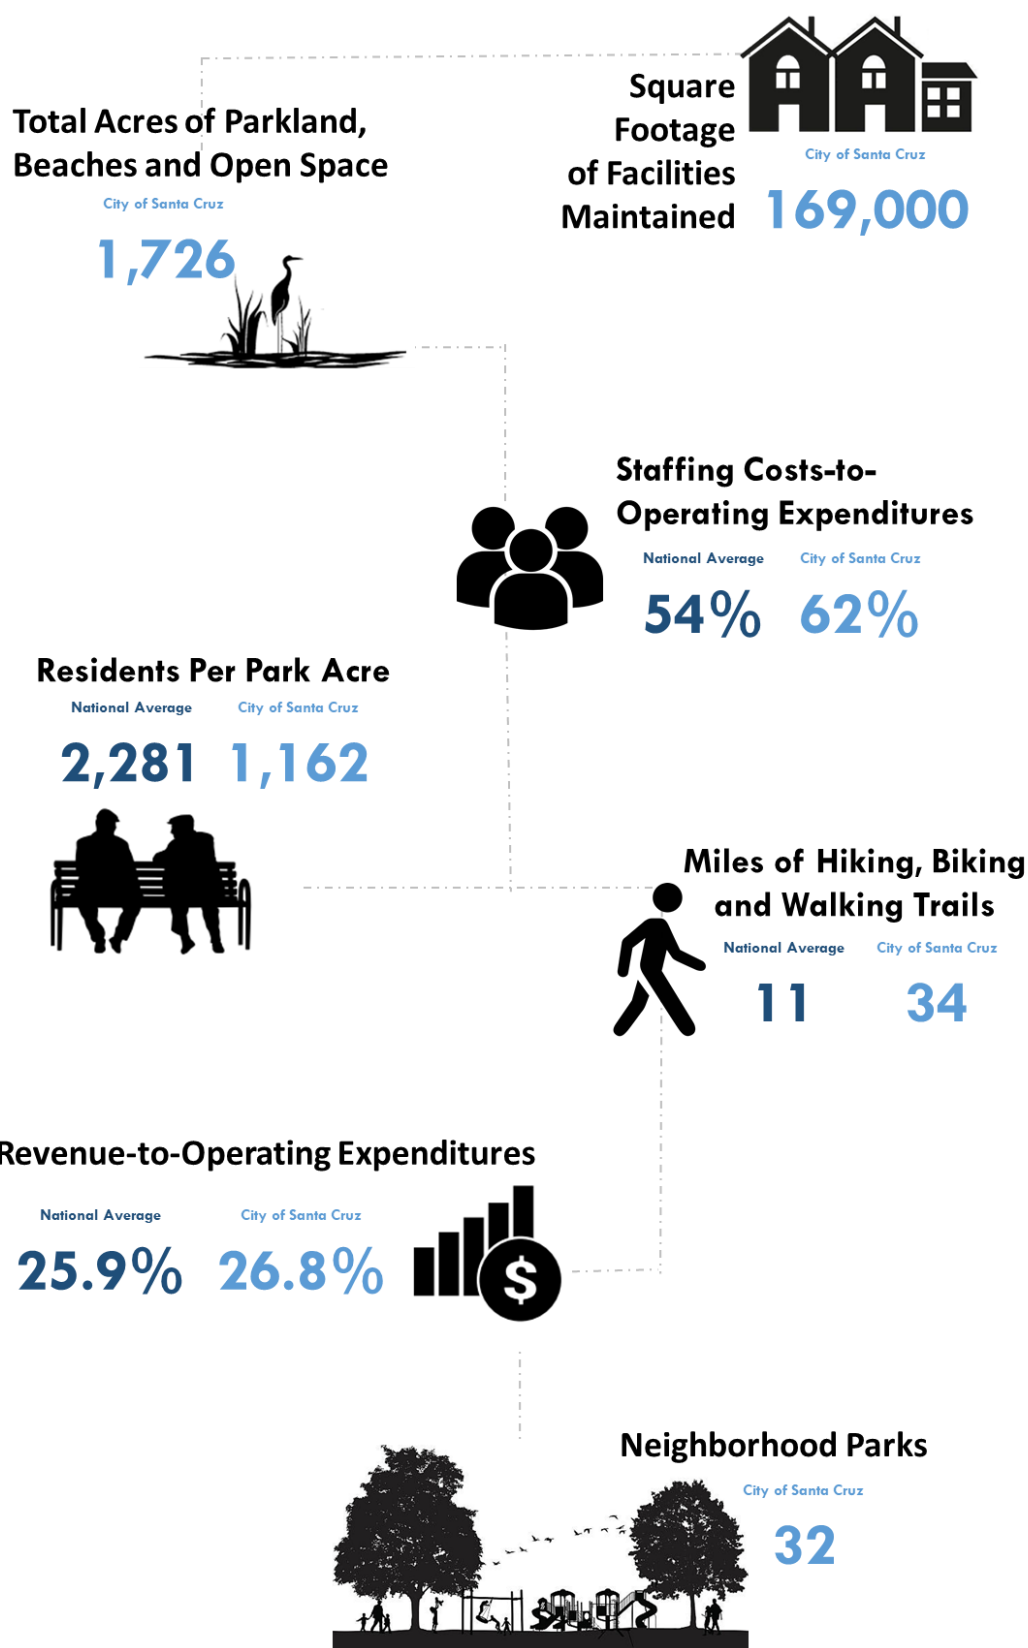 Total Acres of Parkland,
Beaches and Open Space
City of Santa Cruz
1,726
Square
Footage
of Facilities
Maintained
City of Santa Cruz
169,000
Staffing Costs-to-
Operating Expenditures
National Average City of Santa Cruz
54% 62%
Residents Per Park Acre
National Average City of Santa Cruz
2,281 1,162
Miles of Hiking, Biking
and Walking Trails
National Average City of Santa Cruz
11 34
Revenue-to-Operating Expenditures
National Average City of Santa Cruz
25.9% 26.8%
$
Neighborhood Parks
City of Santa Cruz
32